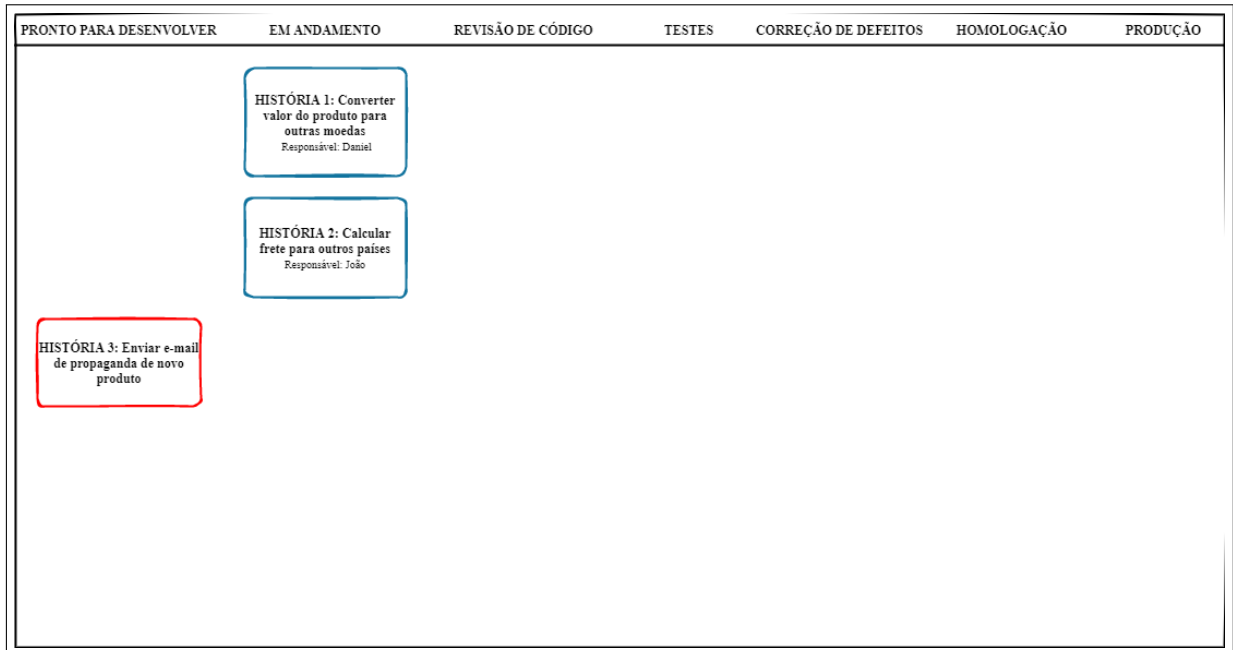 PRONTO PARA DESENVOLVER
EM ANDAMENTO
REVISÃO DE CÓDIGO
TESTES
CORREÇÃO DE DEFEITOS
HOMOLOGAÇÃO
PRODUÇÃO
HISTÓRIA 1: Converter
valor do produto para
outras moedas
Responsável: Daniel
HISTÓRIA 2: Calcular
frete para outros países
Responsável: João
HISTÓRIA 3: Enviar e-mail
de propaganda de novo
produto